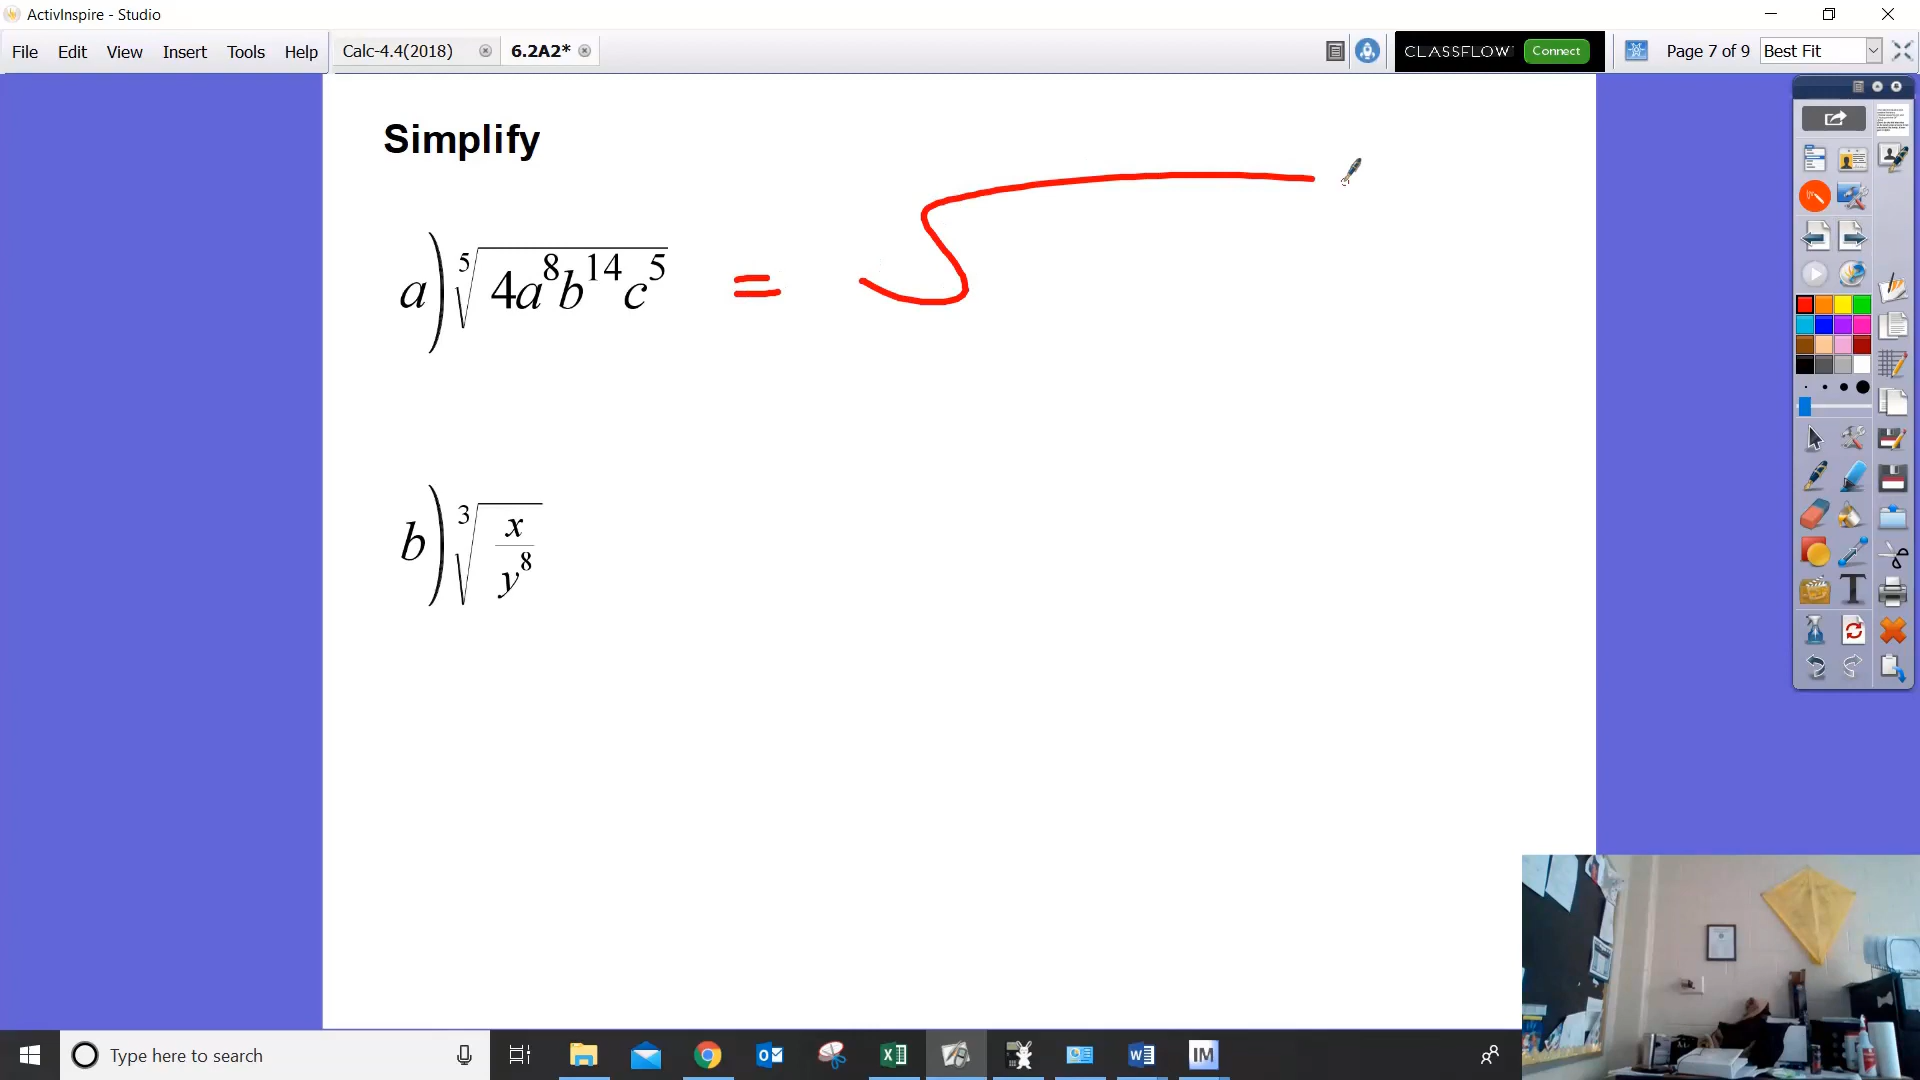 ActivInspire - Studio
File Edit View Insert Tools Help
Calc-4.4(2018)
6.2A2*
CLASSFLOW
Connect
Page 7 of 9
Best Fit
Simplify
a) ⁵√(4a⁸b¹⁴c⁵) =
b) ³√(x/y⁸)
T
Type here to search
IM